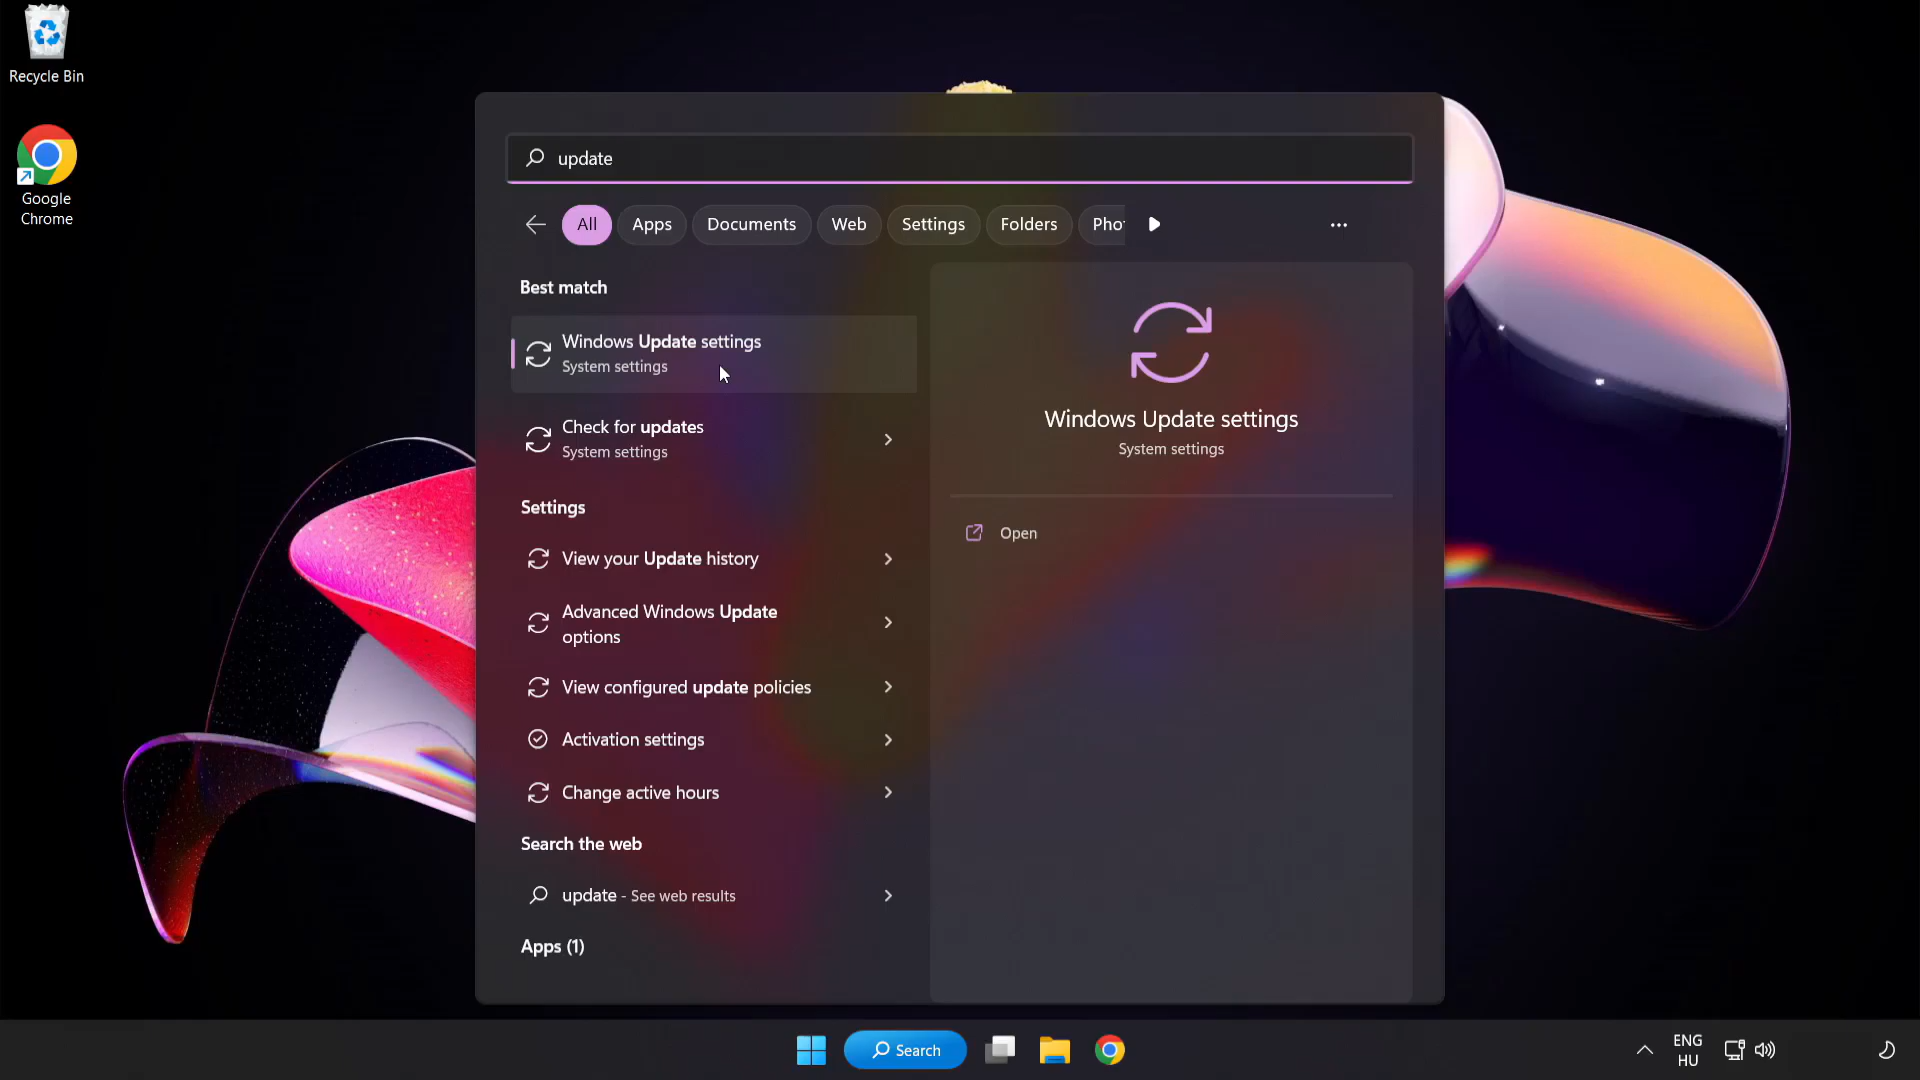 Recycle Bin
Google
Chrome
update
All
Apps
Documents
Web
Settings
Folders
Pho
Best match
Windows Update settings
System settings
Check for updates
System settings
Settings
View your Update history
Advanced Windows Update
options
View configured update policies
Activation settings
Change active hours
Search the web
update - See web results
Apps (1)
Windows Update settings
System settings
Open
Search
ENG
HU